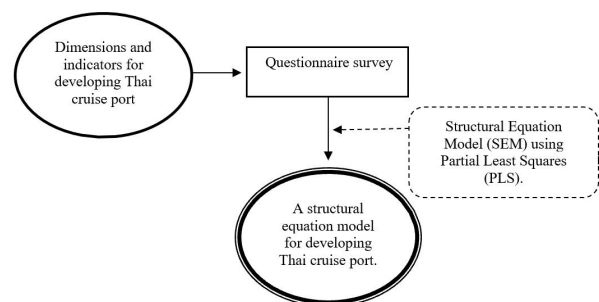 Dimensions and
indicators for
developing Thai
cruise port
Questionnaire survey
Structural Equation
Model (SEM) using
Partial Least Squares
(PLS).
A structural
equation model
for developing
Thai cruise port.